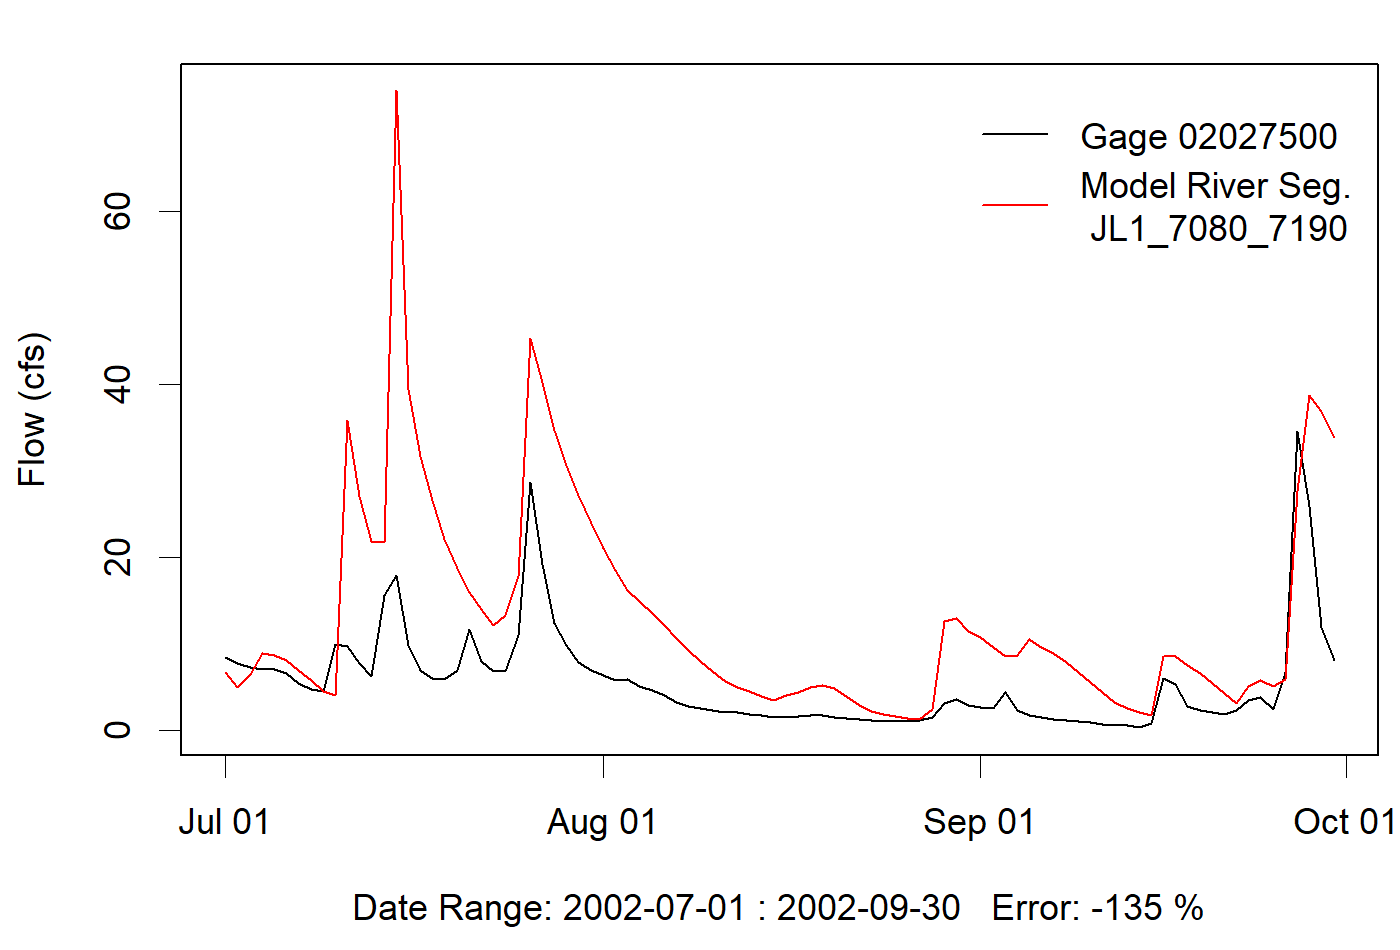 Gage 02027500
Model River Seg.
JL1_7080_7190
Flow (cfs)
60
40
20
0
Jul 01
Aug 01
Sep 01
Oct 01
Date Range: 2002-07-01 : 2002-09-30 Error: -135 %